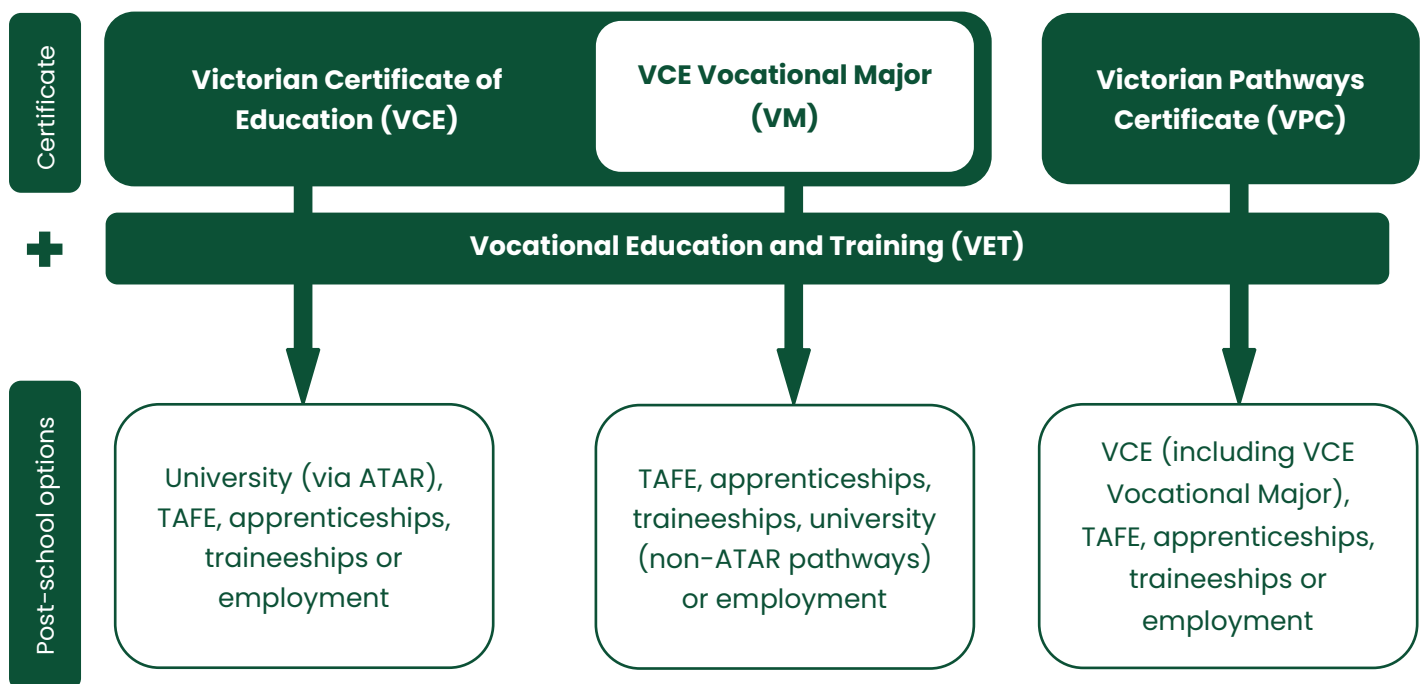 Certificate
Victorian Certificate of
Education (VCE)
VCE Vocational Major
(VM)
Victorian Pathways
Certificate (VPC)
+
Vocational Education and Training (VET)
Post-school options
University (via ATAR),
TAFE, apprenticeships,
traineeships or
employment
TAFE, apprenticeships,
traineeships, university
(non-ATAR pathways)
or employment
VCE (including VCE
Vocational Major),
TAFE, apprenticeships,
traineeships or
employment